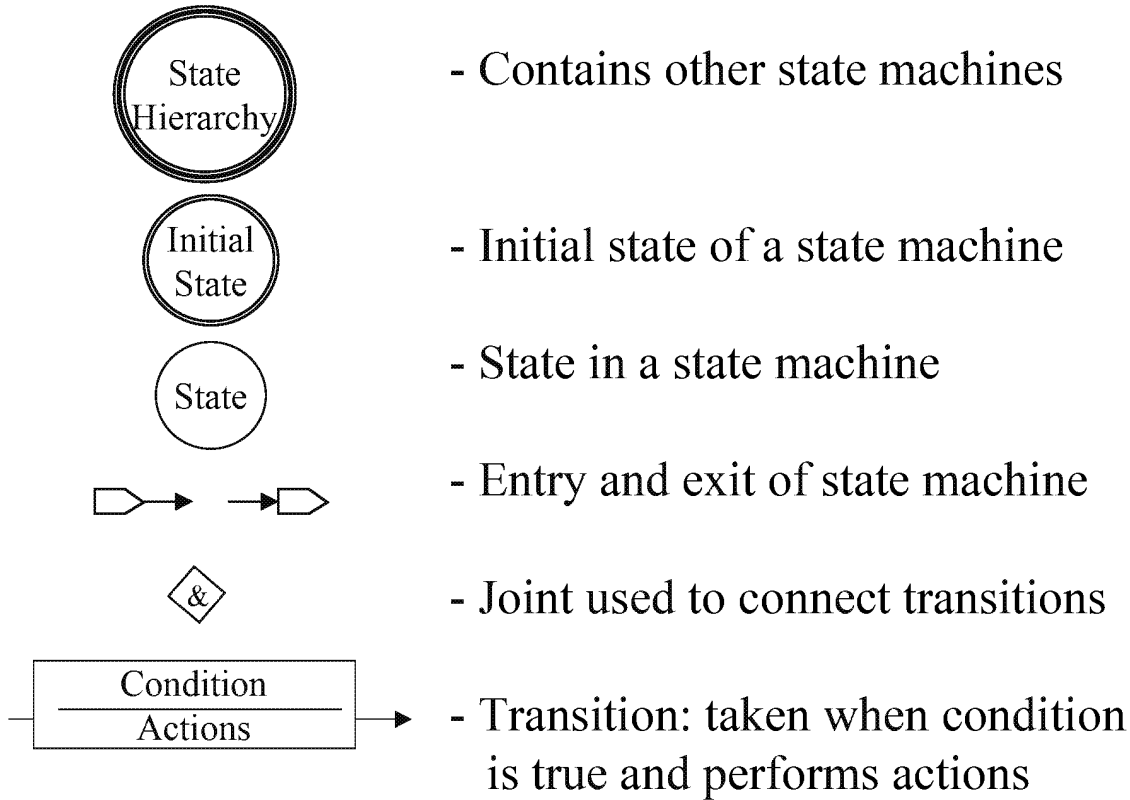 State
Hierarchy
- Contains other state machines
Initial
State
- Initial state of a state machine
State
- State in a state machine
- Entry and exit of state machine
&
- Joint used to connect transitions
Condition
Actions
- Transition: taken when condition
is true and performs actions